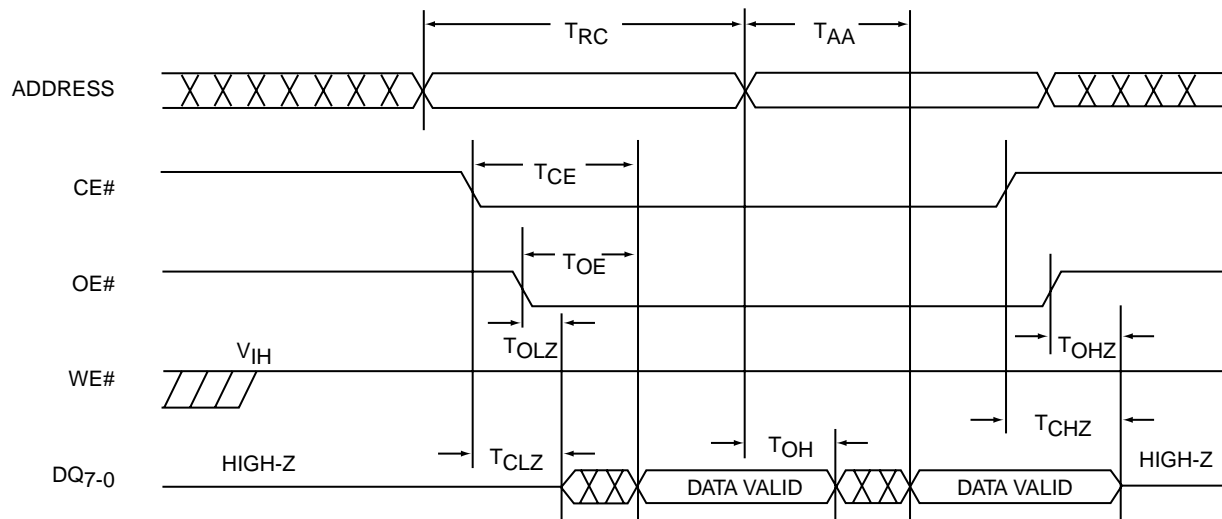 TRC TAA
ADDRESS
TCE
CE#
TOE
OE#
TOLZ TOHZ
VIH
WE#
TCLZ TOH TCHZ
HIGH-Z HIGH-Z
DQ7-0
DATA VALID DATA VALID